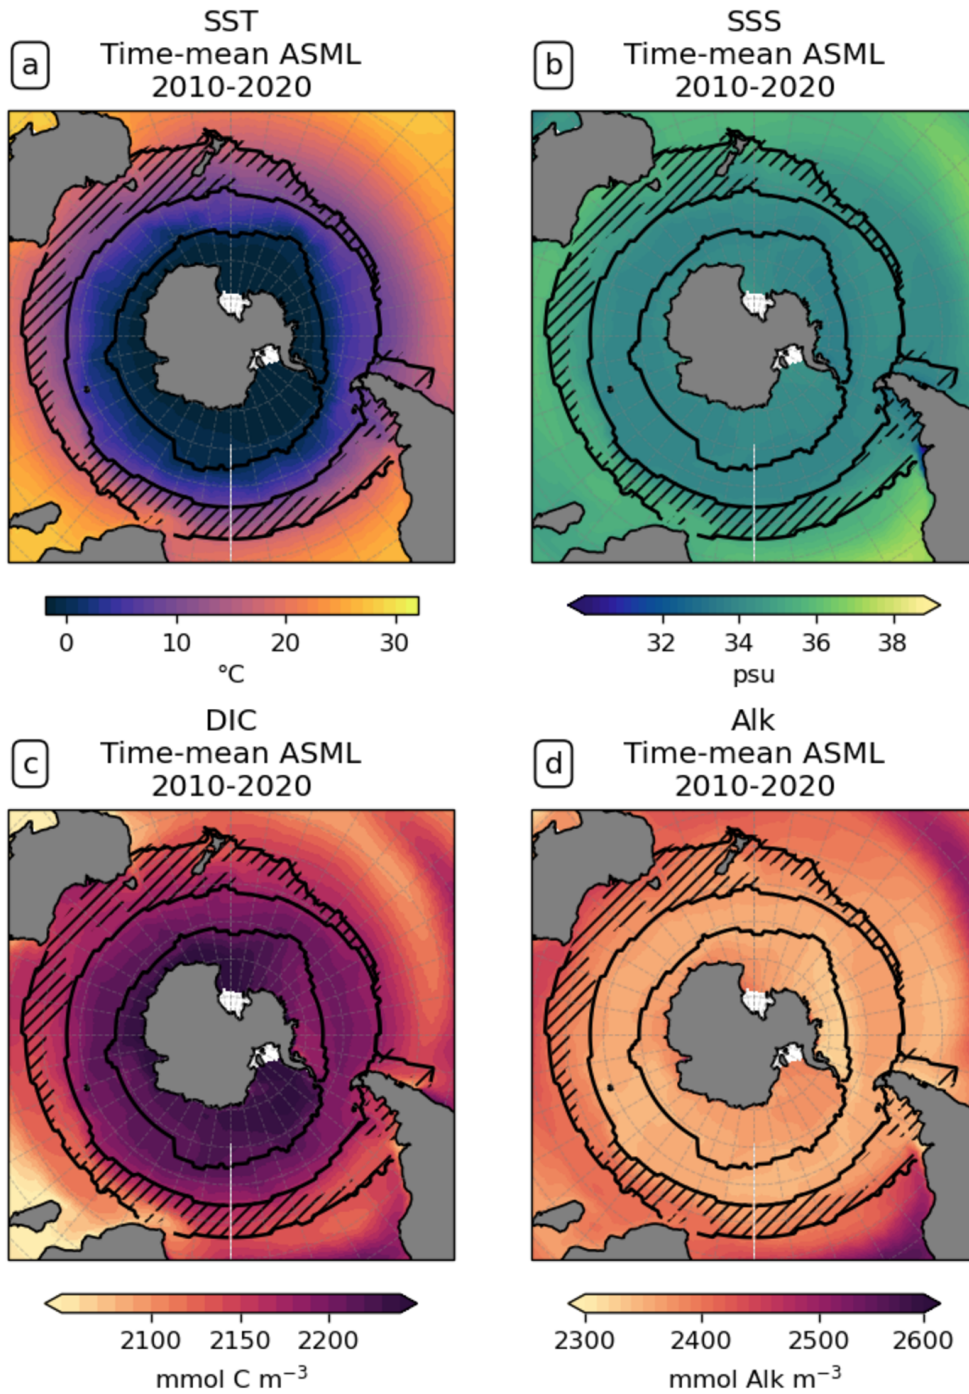 SST
a
Time-mean ASML
2010-2020
SSS
b
Time-mean ASML
2010-2020
0 10 20 30
°C
32 34 36 38
psu
DIC
c
Time-mean ASML
2010-2020
Alk
d
Time-mean ASML
2010-2020
2100 2150 2200
mmol C m⁻³
2300 2400 2500 2600
mmol Alk m⁻³